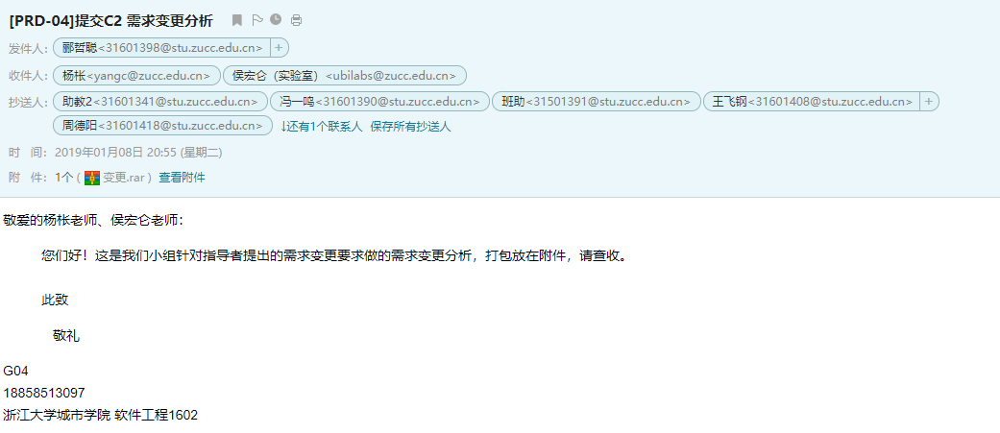 [PRD-04]提交C2 需求变更分析
发件人： 郦哲聪<31601398@stu.zucc.edu.cn> +
收件人： 杨枨<yangc@zucc.edu.cn> 侯宏仑（实验室）<ubilabs@zucc.edu.cn>
抄送人： 助教2<31601341@stu.zucc.edu.cn> 冯一鸣<31601390@stu.zucc.edu.cn> 班助<31501391@stu.zucc.edu.cn> 王飞钢<31601408@stu.zucc.edu.cn> +
周德阳<31601418@stu.zucc.edu.cn> ↓还有1个联系人 保存所有抄送人
时 间： 2019年01月08日 20:55 (星期二)
附 件： 1个 ( 变更.rar ) 查看附件
敬爱的杨枨老师、侯宏仑老师：
您们好！这是我们小组针对指导者提出的需求变更要求做的需求变更分析，打包放在附件，请查收。
此致
敬礼
G04
18858513097
浙江大学城市学院 软件工程1602